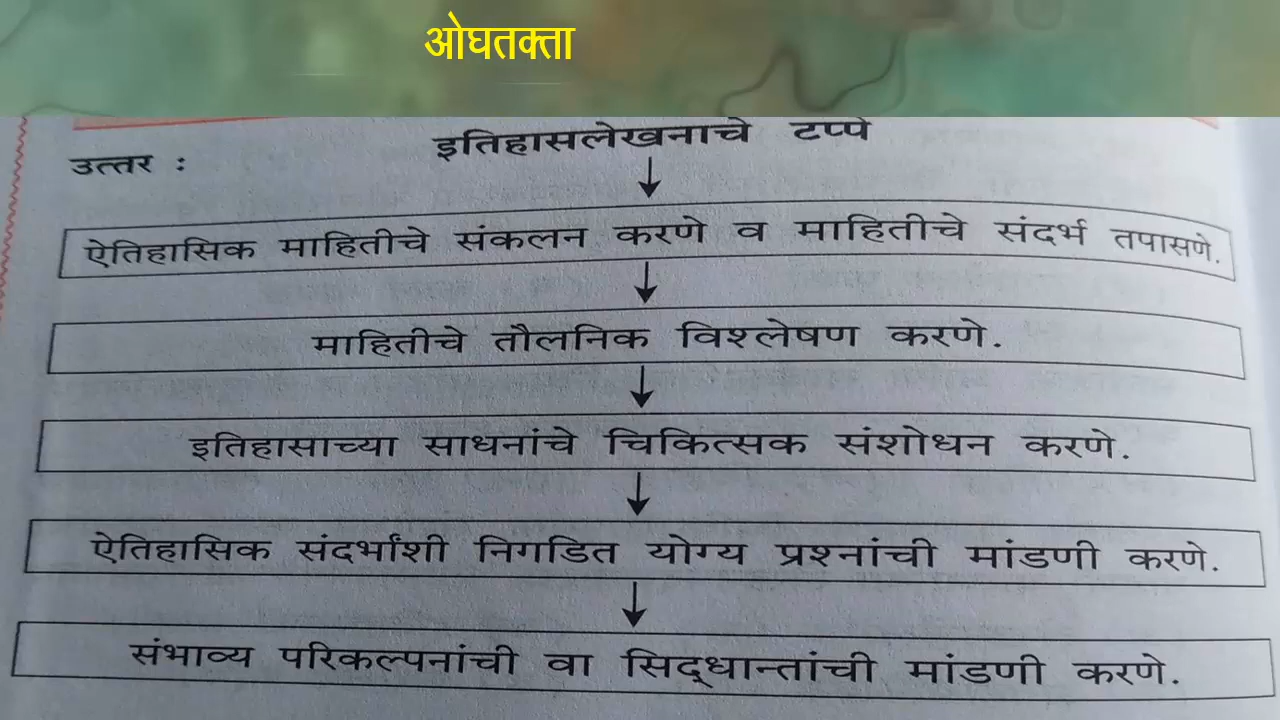 ओघतक्ता
इतिहासलेखनाचे टप्पे
उत्तर :
ऐतिहासिक माहितीचे संकलन करणे व माहितीचे संदर्भ तपासणे.
माहितीचे तौलनिक विश्लेषण करणे.
इतिहासाच्या साधनांचे चिकित्सक संशोधन करणे.
ऐतिहासिक संदर्भांशी निगडित योग्य प्रश्नांची मांडणी करणे.
संभाव्य परिकल्पनांची वा सिद्‌धान्तांची मांडणी करणे.